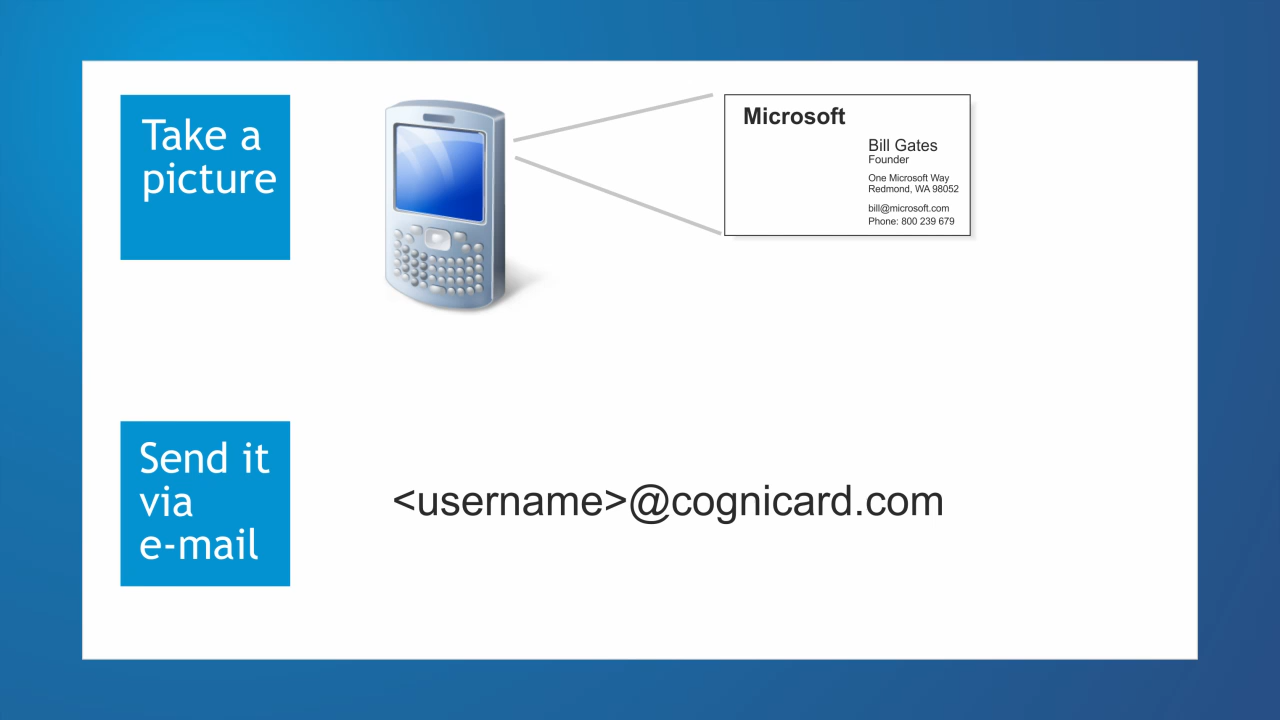 Take a
picture
Microsoft
Bill Gates
Founder
One Microsoft Way
Redmond, WA 98052
bill@microsoft.com
Phone: 800 239 679
Send it
via
e-mail
<username>@cognicard.com